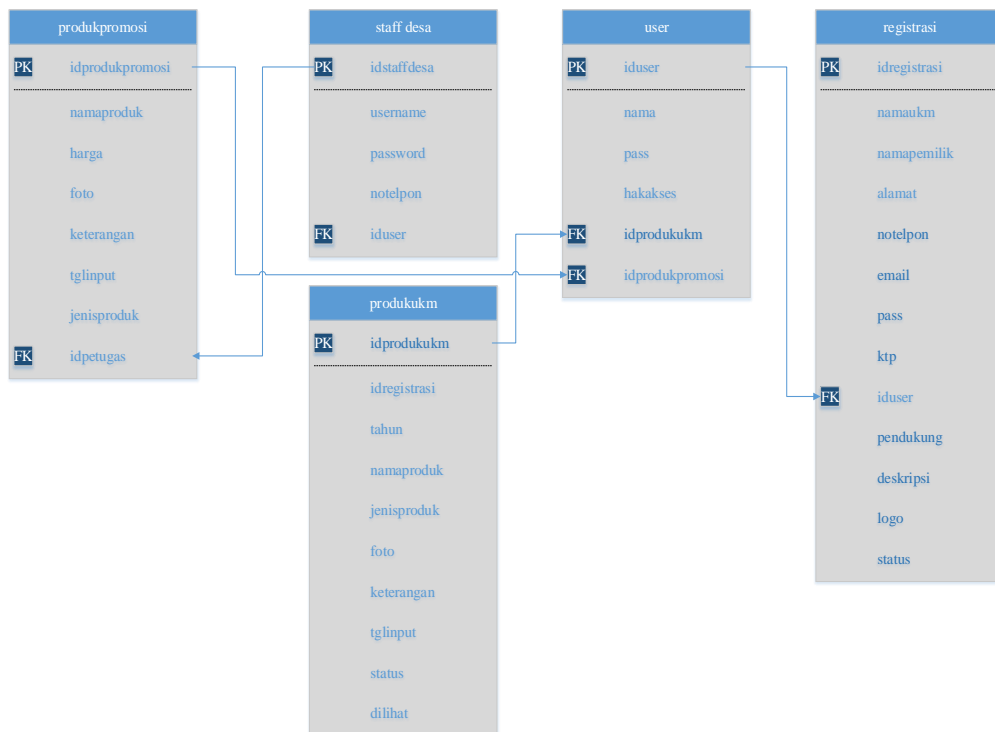 produkpromosi
PK idprodukpromosi
namaproduk
harga
foto
keterangan
tglinput
jenisproduk
FK idpetugas
staff desa
PK idstaffdesa
username
password
notelpon
FK iduser
user
PK iduser
nama
pass
hakakses
FK idprodukukm
FK idprodukpromosi
registrasi
PK idregistrasi
namaukm
namapemilik
alamat
notelpon
email
pass
ktp
FK iduser
pendukung
deskripsi
logo
status
produkukm
PK idprodukukm
idregistrasi
tahun
namaproduk
jenisproduk
foto
keterangan
tglinput
status
dilihat